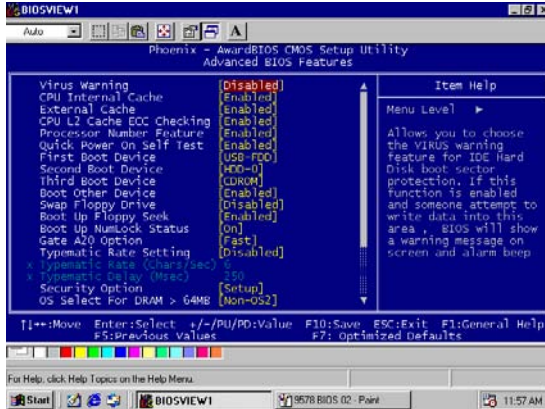 BIOSVIEW1
Auto
A
Phoenix - AwardBIOS CMOS Setup Utility
Advanced BIOS Features
Virus Warning [Disabled]
CPU Internal Cache [Enabled]
External Cache [Enabled]
CPU L2 Cache ECC Checking [Enabled]
Processor Number Feature [Enabled]
Quick Power On Self Test [Enabled]
First Boot Device [USB-FDD]
Second Boot Device [HDD-0]
Third Boot Device [CDROM]
Boot Other Device [Enabled]
Swap Floppy Drive [Disabled]
Boot Up Floppy Seek [Enabled]
Boot Up NumLock Status [On]
Gate A20 Option [Fast]
Typematic Rate Setting [Disabled]
x Typematic Rate (Chars/Sec) 6
x Typematic Delay (Msec) 250
Security Option [Setup]
OS Select For DRAM > 64MB [Non-OS2]
Item Help
Menu Level
Allows you to choose
the VIRUS warning
feature for IDE Hard
Disk boot sector
protection. If this
function is enabled
and someone attempt to
write data into this
area , BIOS will show
a warning message on
screen and alarm beep
↑↓→←:Move Enter:Select +/-/PU/PD:Value F10:Save ESC:Exit F1:General Help
F5:Previous Values F7: Optimized Defaults
For Help, click Help Topics on the Help Menu.
Start BIOSVIEW1 9578 BIOS 02 - Paint 11:57 AM